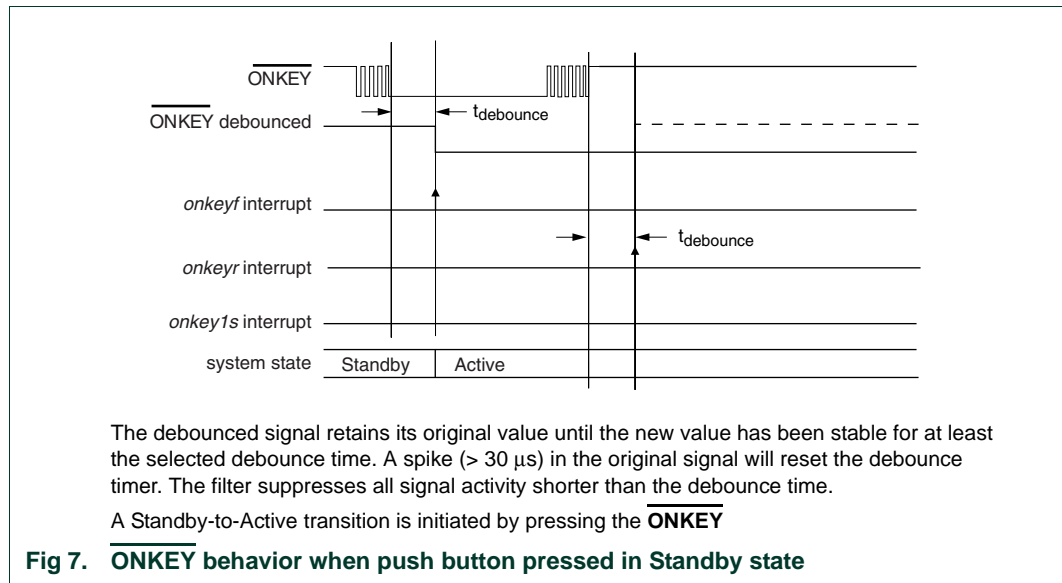 ONKEY
tdebounce
ONKEY debounced
onkeyf interrupt
tdebounce
onkeyr interrupt
onkey1s interrupt
system state Standby Active
The debounced signal retains its original value until the new value has been stable for at least
the selected debounce time. A spike (> 30 μs) in the original signal will reset the debounce
timer. The filter suppresses all signal activity shorter than the debounce time.
A Standby-to-Active transition is initiated by pressing the ONKEY
Fig 7. ONKEY behavior when push button pressed in Standby state